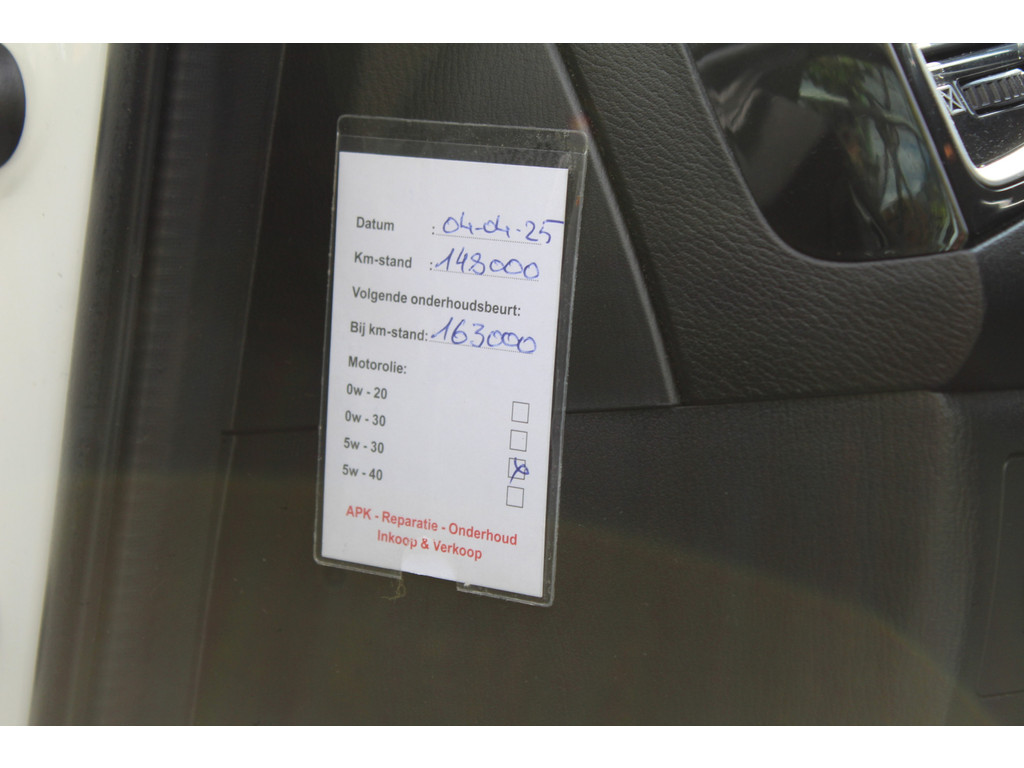 Datum : 04-04-25
Km-stand : 148000
Volgende onderhoudsbeurt:
Bij km-stand: 163000
Motorolie:
0w - 20
0w - 30
5w - 30
5w - 40
APK - Reparatie - Onderhoud
Inkoop & Verkoop